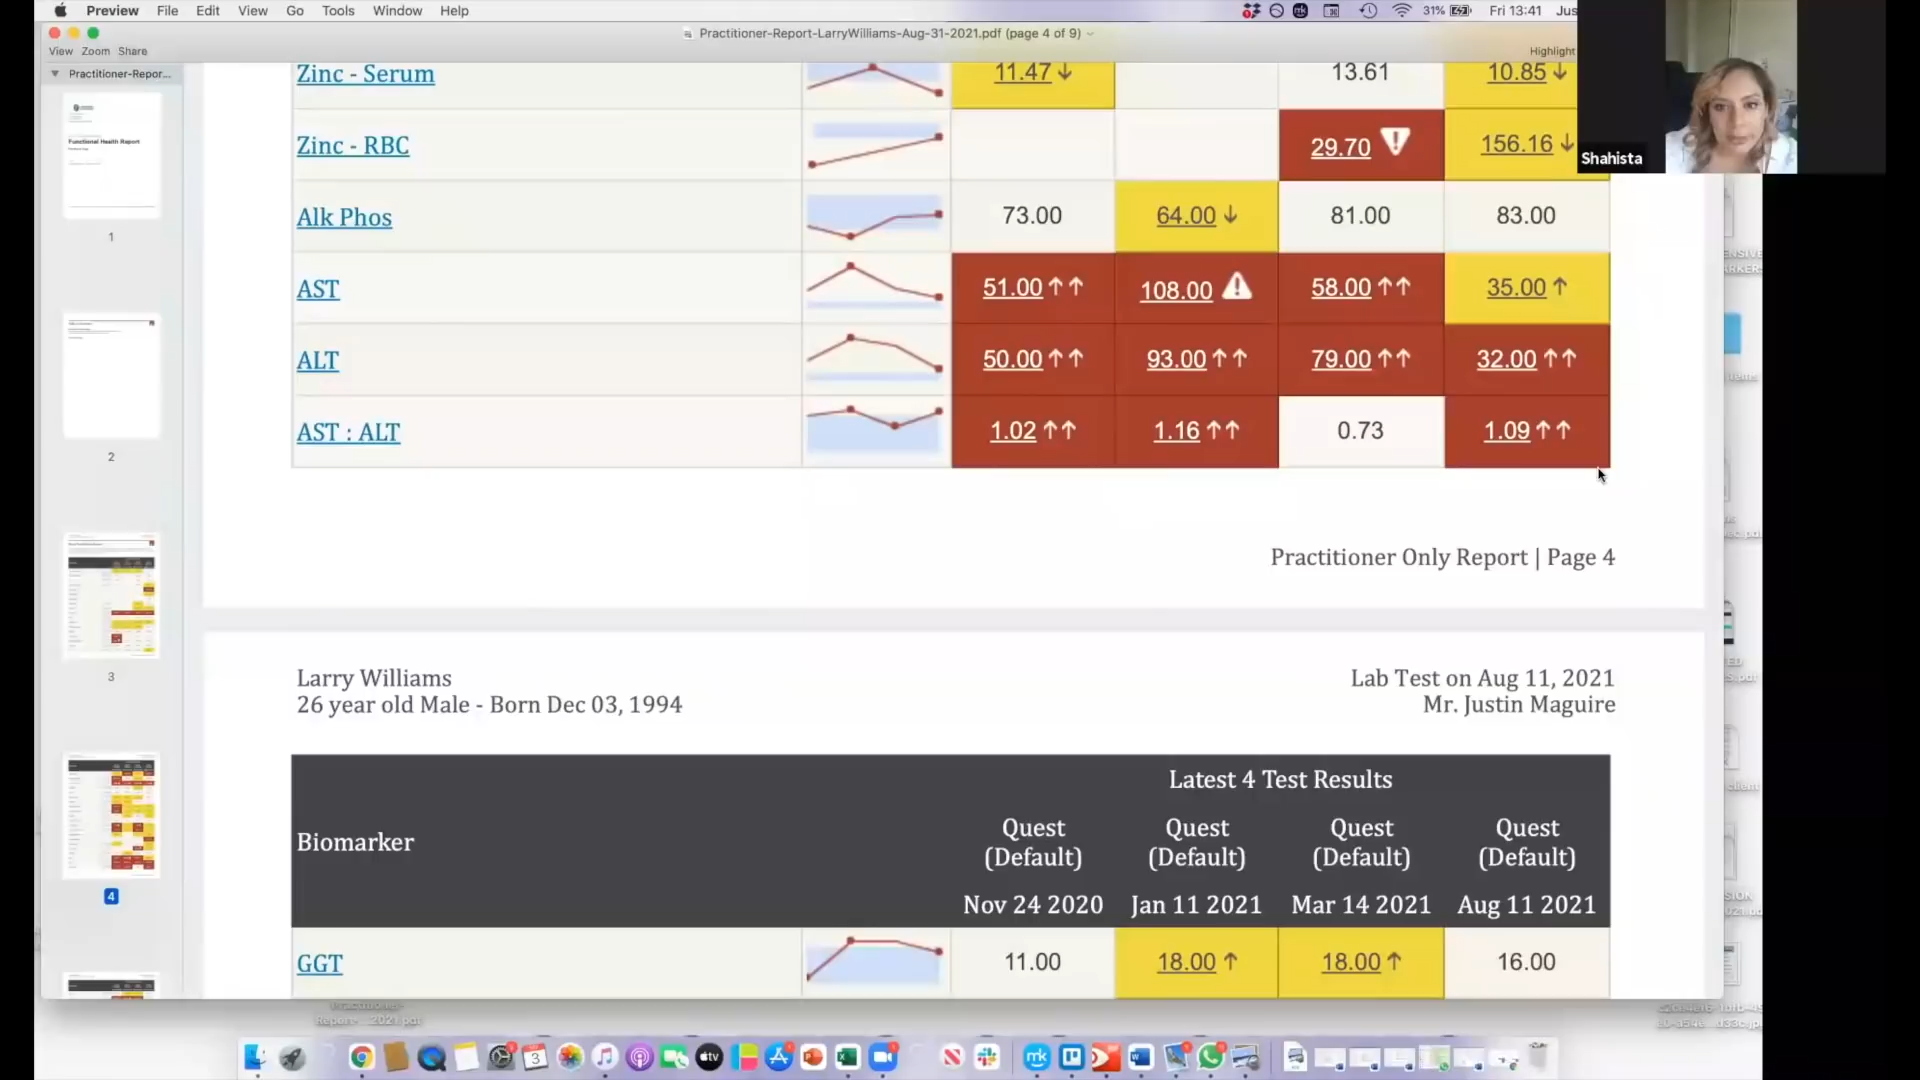 Preview File Edit View Go Tools Window Help
31% Fri 13:41 Jus
Practitioner-Report-LarryWilliams-Aug-31-2021.pdf (page 4 of 9)
View Zoom Share
Highlight
Practitioner-Repor...
Functional Health Report
1
2
3
4
Zinc - Serum 11.47 ↓ 13.61 10.85 ↓
Zinc - RBC 29.70 156.16 ↓
Shahista
Alk Phos 73.00 64.00 ↓ 81.00 83.00
AST 51.00 ↑↑ 108.00 58.00 ↑↑ 35.00 ↑
ALT 50.00 ↑↑ 93.00 ↑↑ 79.00 ↑↑ 32.00 ↑↑
AST : ALT 1.02 ↑↑ 1.16 ↑↑ 0.73 1.09 ↑↑
Practitioner Only Report | Page 4
Larry Williams Lab Test on Aug 11, 2021
26 year old Male - Born Dec 03, 1994 Mr. Justin Maguire
Latest 4 Test Results
Biomarker
Quest Quest Quest Quest
(Default) (Default) (Default) (Default)
Nov 24 2020 Jan 11 2021 Mar 14 2021 Aug 11 2021
GGT 11.00 18.00 ↑ 18.00 ↑ 16.00
3
tv
mk